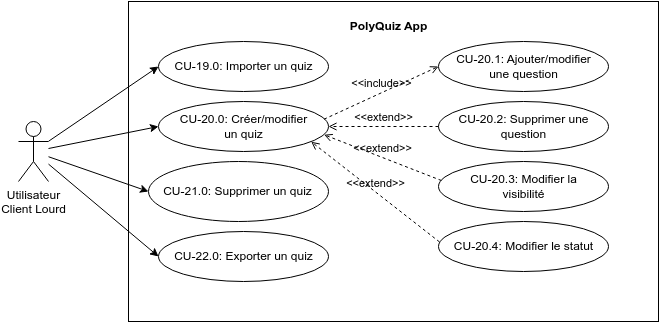 PolyQuiz App
CU-19.0: Importer un quiz
CU-20.1: Ajouter/modifier
une question
<<include>>
CU-20.0: Créer/modifier
un quiz
<<extend>>
CU-20.2: Supprimer une
question
<<extend>>
CU-20.3: Modifier la
visibilité
<<extend>>
Utilisateur
Client Lourd
CU-21.0: Supprimer un quiz
CU-20.4: Modifier le statut
CU-22.0: Exporter un quiz